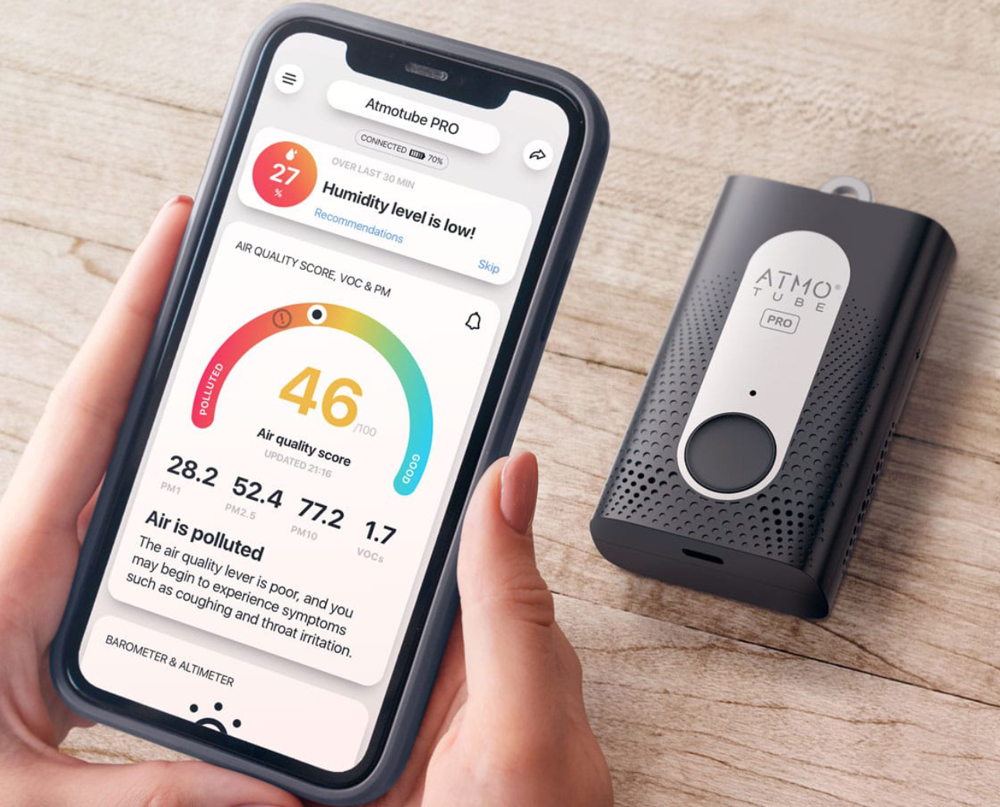 Atmotube PRO
CONNECTED 70%
27
%
OVER LAST 30 MIN
Humidity level is low!
Recommendations
Skip
AIR QUALITY SCORE, VOC & PM
!
POLLUTED
GOOD
46/100
Air quality score
UPDATED 21:16
28.2 52.4 77.2 1.7
PM1 PM2.5 PM10 VOCs
Air is polluted
The air quality lever is poor, and you
may begin to experience symptoms
such as coughing and throat irritation.
BAROMETER & ALTIMETER
ATMO®
TUBE
PRO